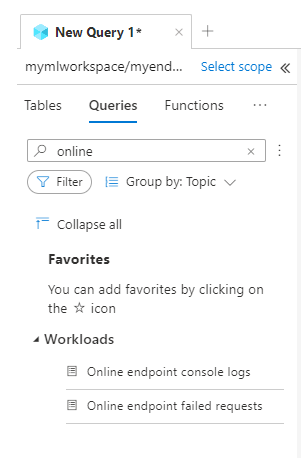 New Query 1*
mymlworkspace/myend... Select scope
Tables Queries Functions
online
Filter Group by: Topic
Collapse all
Favorites
You can add favorites by clicking on
the ☆ icon
Workloads
Online endpoint console logs
Online endpoint failed requests